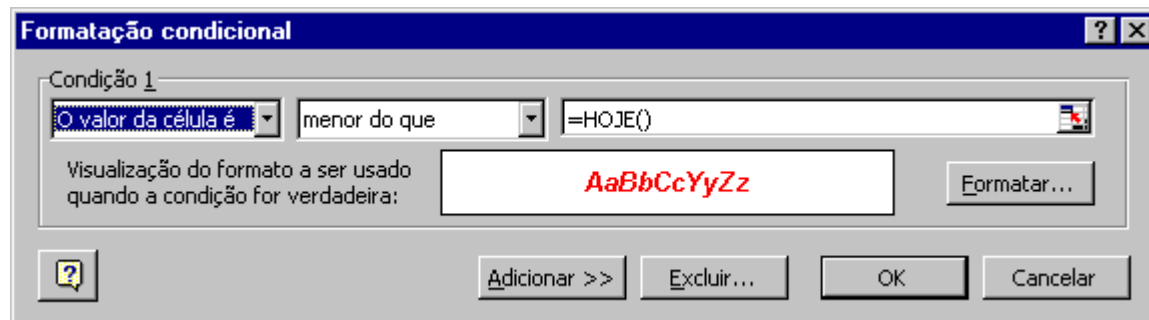 Formatação condicional
Condição 1
O valor da célula é menor do que =HOJE()
Visualização do formato a ser usado
quando a condição for verdadeira:
AaBbCcYyZz
Formatar...
Adicionar >> Excluir... OK Cancelar